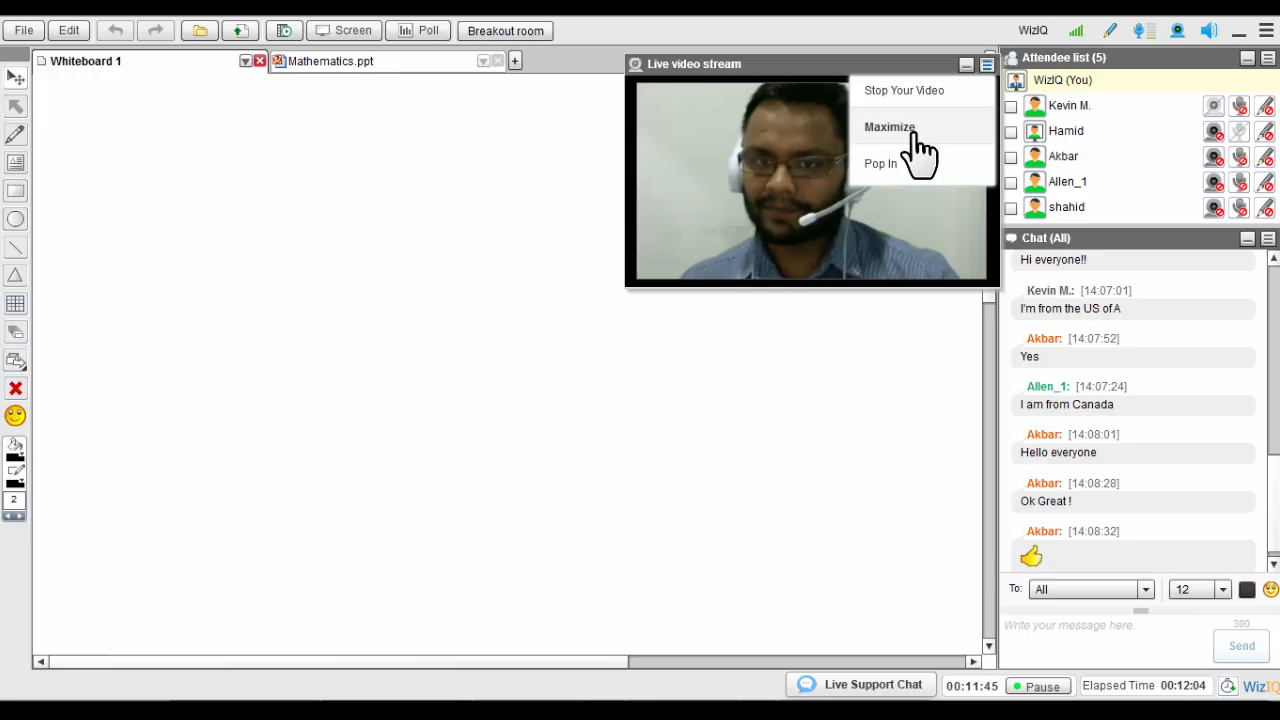 File Edit Screen Poll Breakout room WizIQ
Whiteboard 1 Mathematics.ppt +
Live video stream
Stop Your Video
Maximize
Pop In
Attendee list (5)
WizIQ (You)
Kevin M.
Hamid
Akbar
Allen_1
shahid
Chat (All)
Hi everyone!!
Kevin M.: [14:07:01]
I'm from the US of A
Akbar: [14:07:52]
Yes
Allen_1: [14:07:24]
I am from Canada
Akbar: [14:08:01]
Hello everyone
Akbar: [14:08:28]
Ok Great !
Akbar: [14:08:32]
2
To: All 12
Write your message here. 300
Send
Live Support Chat 00:11:45 Pause Elapsed Time 00:12:04 WizIQ